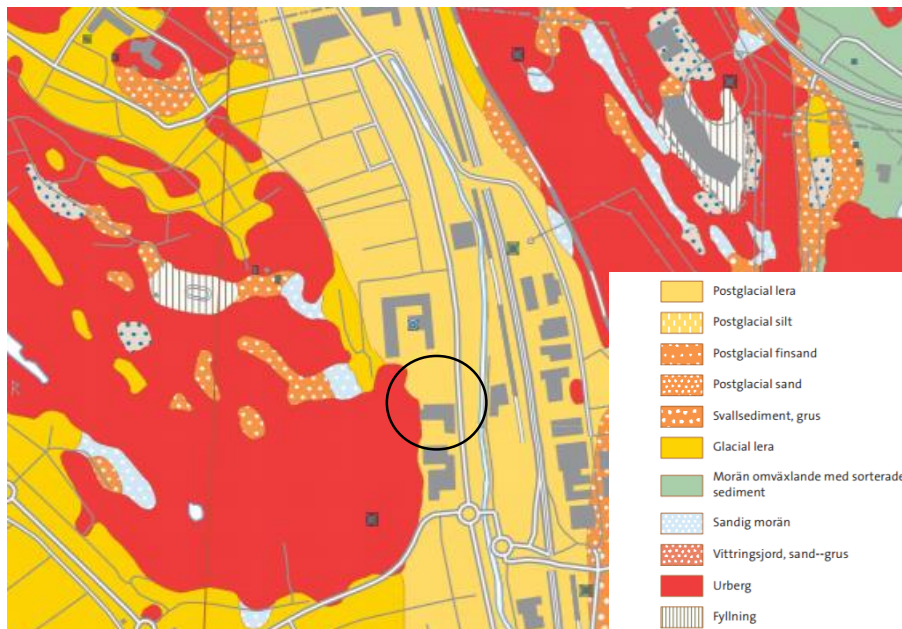 Postglacial lera
Postglacial silt
Postglacial finsand
Postglacial sand
Svallsediment, grus
Glacial lera
Morän omväxlande med sorterade
sediment
Sandig morän
Vittringsjord, sand--grus
Urberg
Fyllning